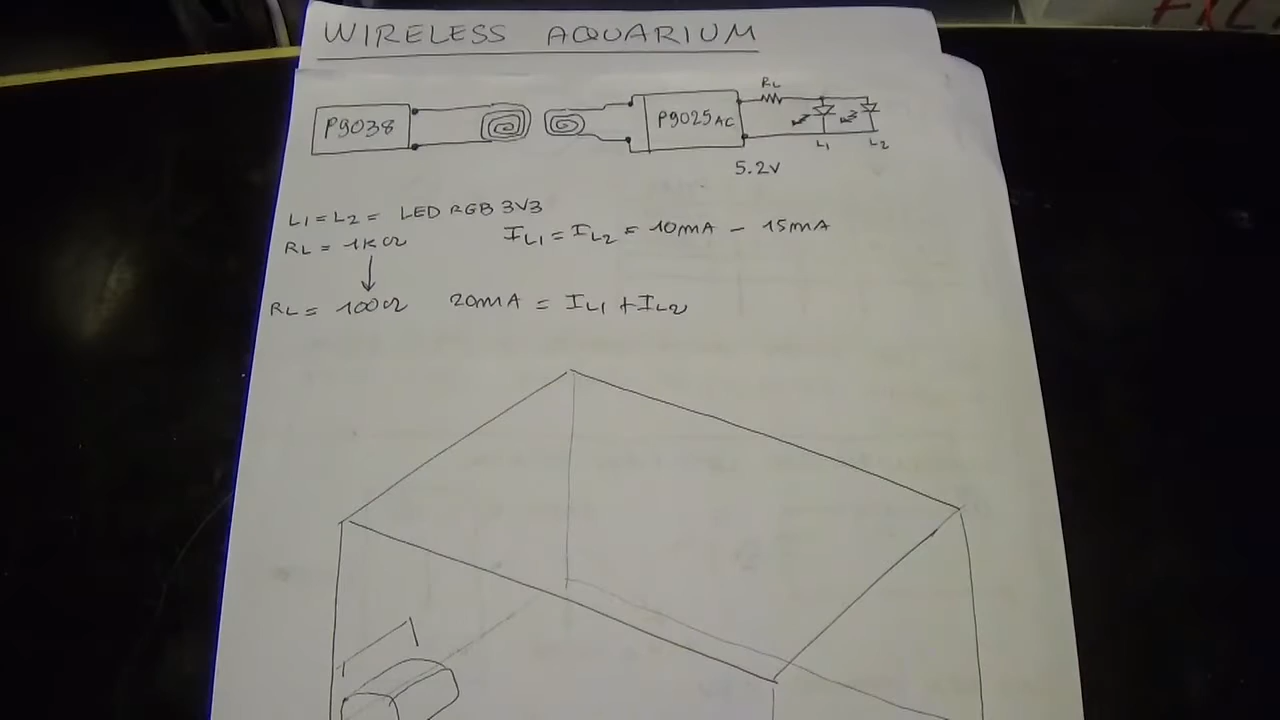 WIRELESS AQUARIUM
RL
P9038
P9025AC
L1 L2
5.2V
L1 = L2 = LED RGB 3V3
RL = 1KΩ IL1 = IL2 = 10mA - 15mA
RL = 100Ω 20mA = IL1 + IL2